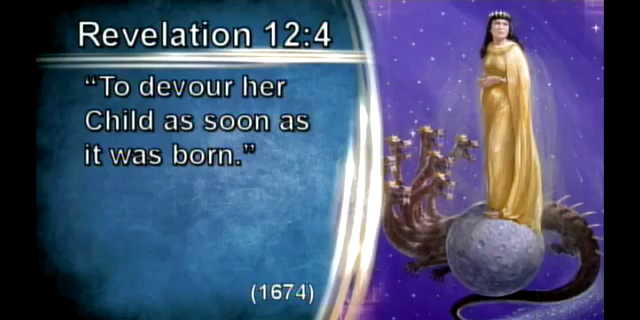 Revelation 12:4
“To devour her
Child as soon as
it was born.”
(1674)